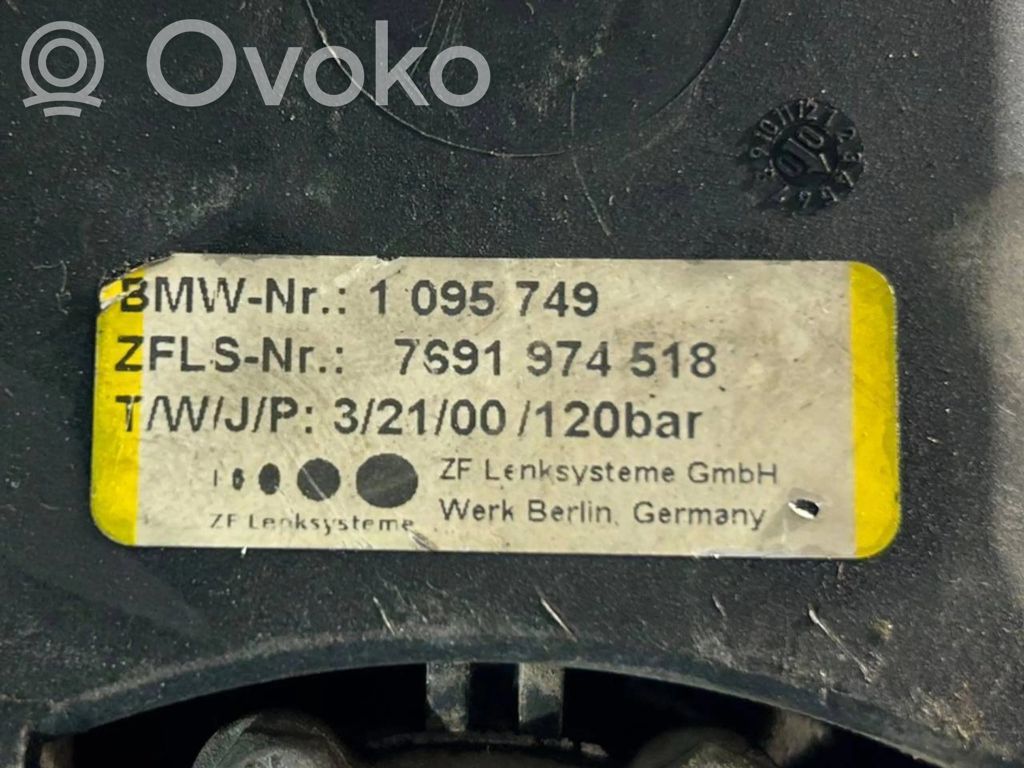 Ovoko
BMW-Nr.: 1 095 749
ZFLS-Nr.: 7691 974 518
T/W/J/P: 3/21/00 /120bar
ZF Lenksysteme GmbH
ZF Lenksysteme
Werk Berlin, Germany